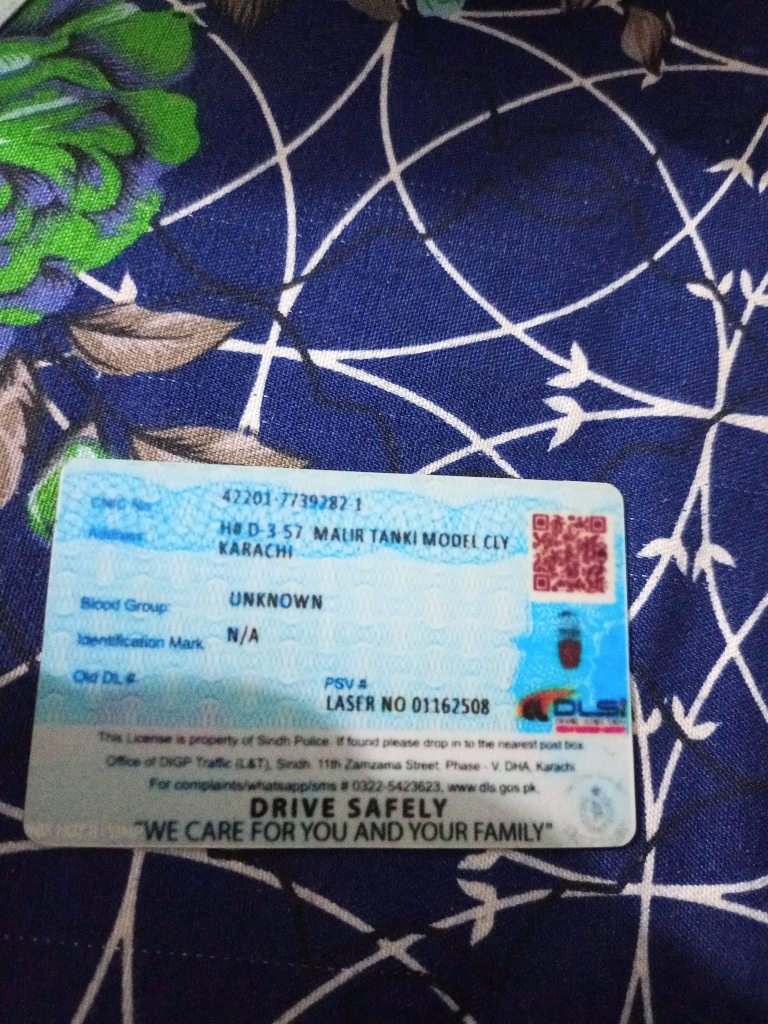 CNIC No. 42201-7739282-1
Address: H# D-3 57 MALIR TANKI MODEL CLY
KARACHI
Blood Group: UNKNOWN
Identification Mark N/A
Old DL #
PSV #
LASER NO 01162508
DLS
This License is property of Sindh Police. If found please drop in to the nearest post box
Office of DIGP Traffic (L&T), Sindh. 11th Zamzama Street, Phase - V, DHA, Karachi
For complaints/whatsapp/sms # 0322-5423623, www.dls.gos.pk,
DRIVE SAFELY
"WE CARE FOR YOU AND YOUR FAMILY"